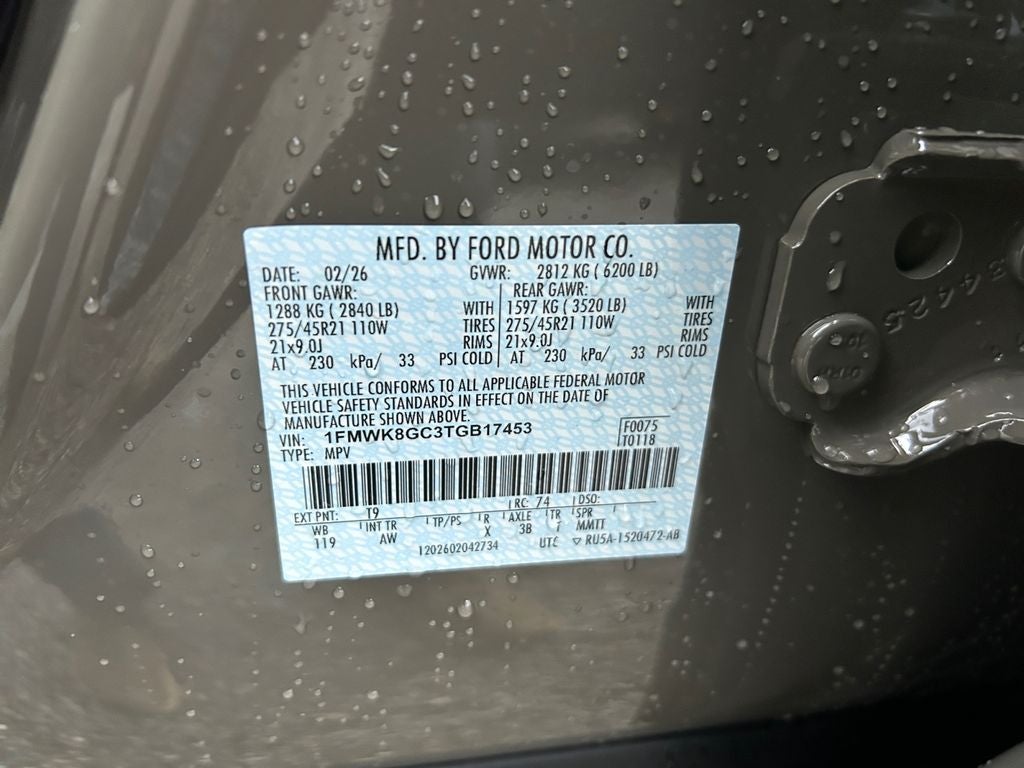 MFD. BY FORD MOTOR CO.
DATE: 02/26 GVWR: 2812 KG ( 6200 LB)
FRONT GAWR: REAR GAWR:
1288 KG ( 2840 LB) WITH 1597 KG ( 3520 LB) WITH
275/45R21 110W TIRES 275/45R21 110W TIRES
21x9.0J RIMS 21x9.0J RIMS
AT 230 kPa/ 33 PSI COLD AT 230 kPa/ 33 PSI COLD
THIS VEHICLE CONFORMS TO ALL APPLICABLE FEDERAL MOTOR
VEHICLE SAFETY STANDARDS IN EFFECT ON THE DATE OF
MANUFACTURE SHOWN ABOVE.
VIN: 1FMWK8GC3TGB17453 F0075
TYPE: MPV T0118
EXT PNT: T9 RC: 74 DSO:
WB INT TR TP/PS R AXLE TR SPR
119 AW X 3B MMTT
1202602042734 UTC ▽ RU5A-1520472-AB
34425